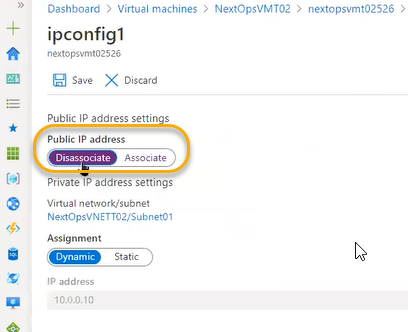 Dashboard > Virtual machines > NextOpsVMT02 > nextopsvmt02526 >
ipconfig1
nextopsvmt02526
Save Discard
Public IP address settings
Public IP address
Disassociate Associate
Private IP address settings
Virtual network/subnet
NextOpsVNETT02/Subnet01
Assignment
Dynamic Static
IP address
10.0.0.10